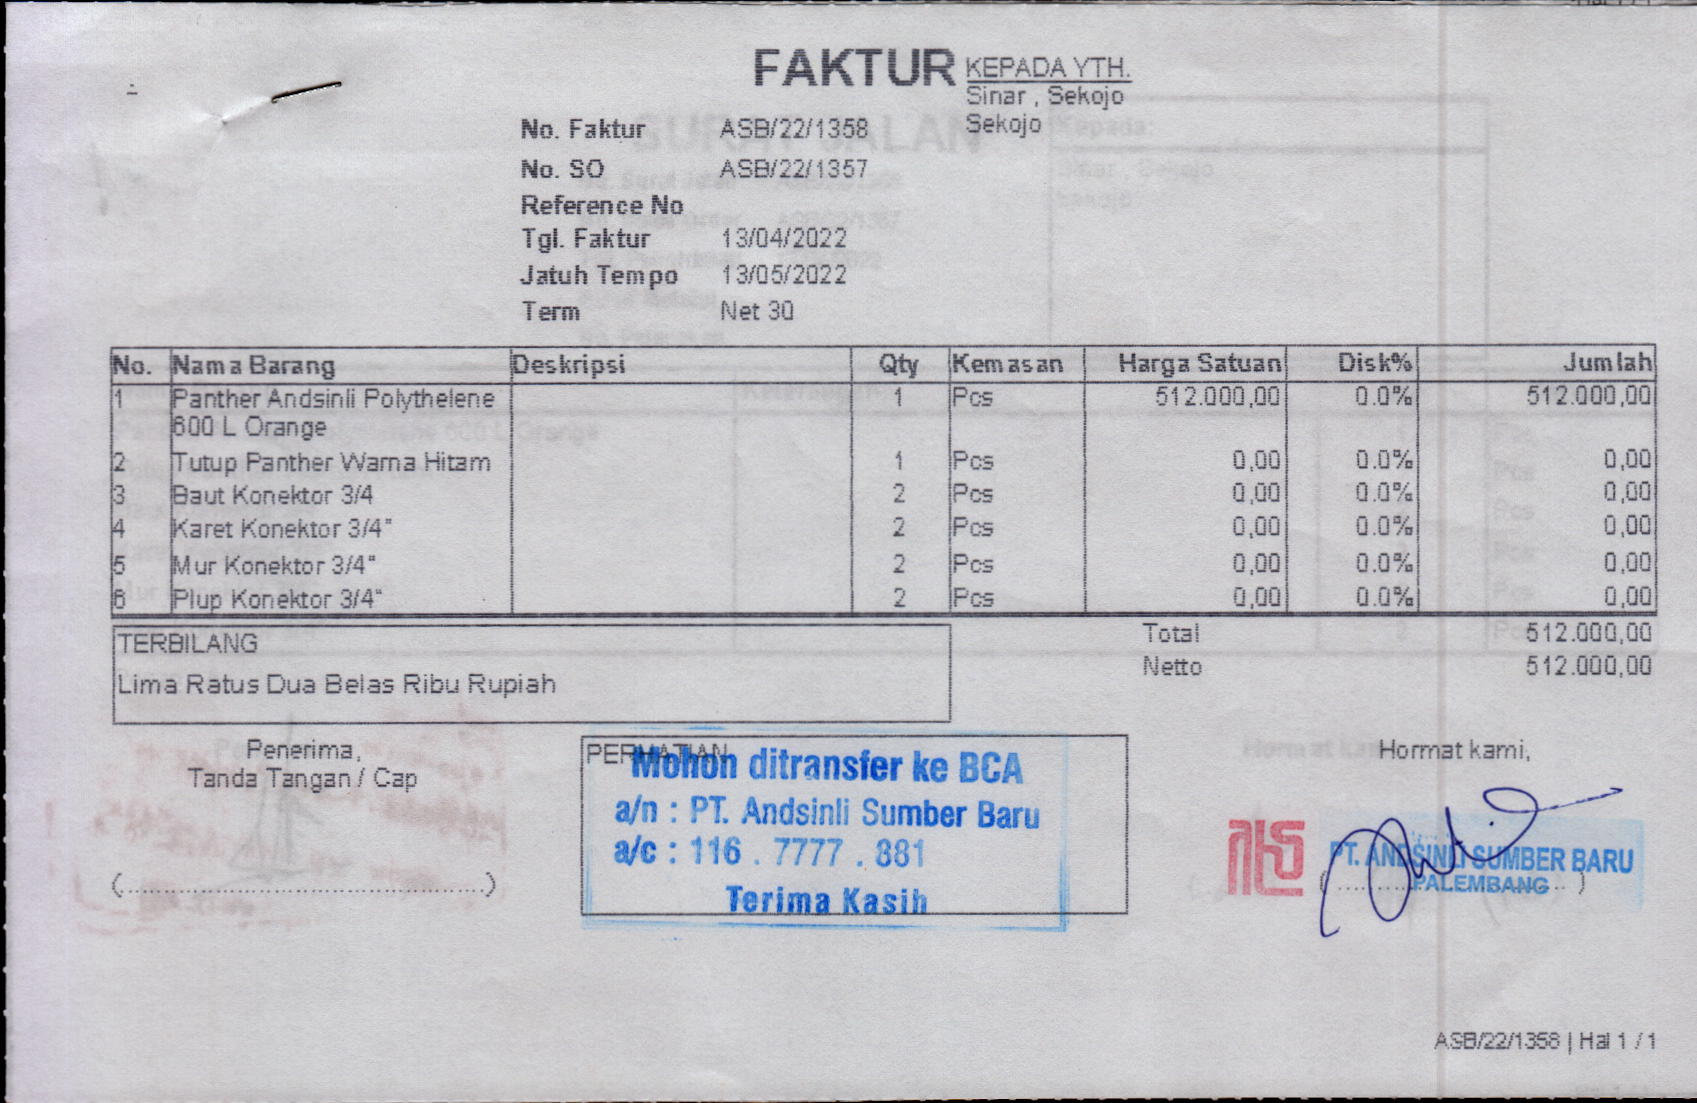 FAKTUR
KEPADA YTH.
Sinar , Sekojo
Sekojo
No. Faktur ASB/22/1358
No. SO ASB/22/1357
Reference No
Tgl. Faktur 13/04/2022
Jatuh Tempo 13/05/2022
Term Net 30
No. Nama Barang Deskripsi Qty Kemasan Harga Satuan Disk% Jumlah
1 Panther Andsinli Polythelene 1 Pcs 512.000,00 0.0% 512.000,00
600 L Orange
2 Tutup Panther Warna Hitam 1 Pcs 0,00 0.0% 0,00
3 Baut Konektor 3/4 2 Pcs 0,00 0.0% 0,00
4 Karet Konektor 3/4" 2 Pcs 0,00 0.0% 0,00
5 Mur Konektor 3/4" 2 Pcs 0,00 0.0% 0,00
6 Plup Konektor 3/4" 2 Pcs 0,00 0.0% 0,00
Total 512.000,00
Netto 512.000,00
TERBILANG
Lima Ratus Dua Belas Ribu Rupiah
Penerima,
Tanda Tangan / Cap
(................................................)
PERHATIAN
Mohon ditransfer ke BCA
a/n : PT. Andsinli Sumber Baru
a/c : 116 . 7777 . 881
Terima Kasih
Hormat kami,
PT. ANDSINLI SUMBER BARU
PALEMBANG
ASB/22/1358 | Hal 1 / 1